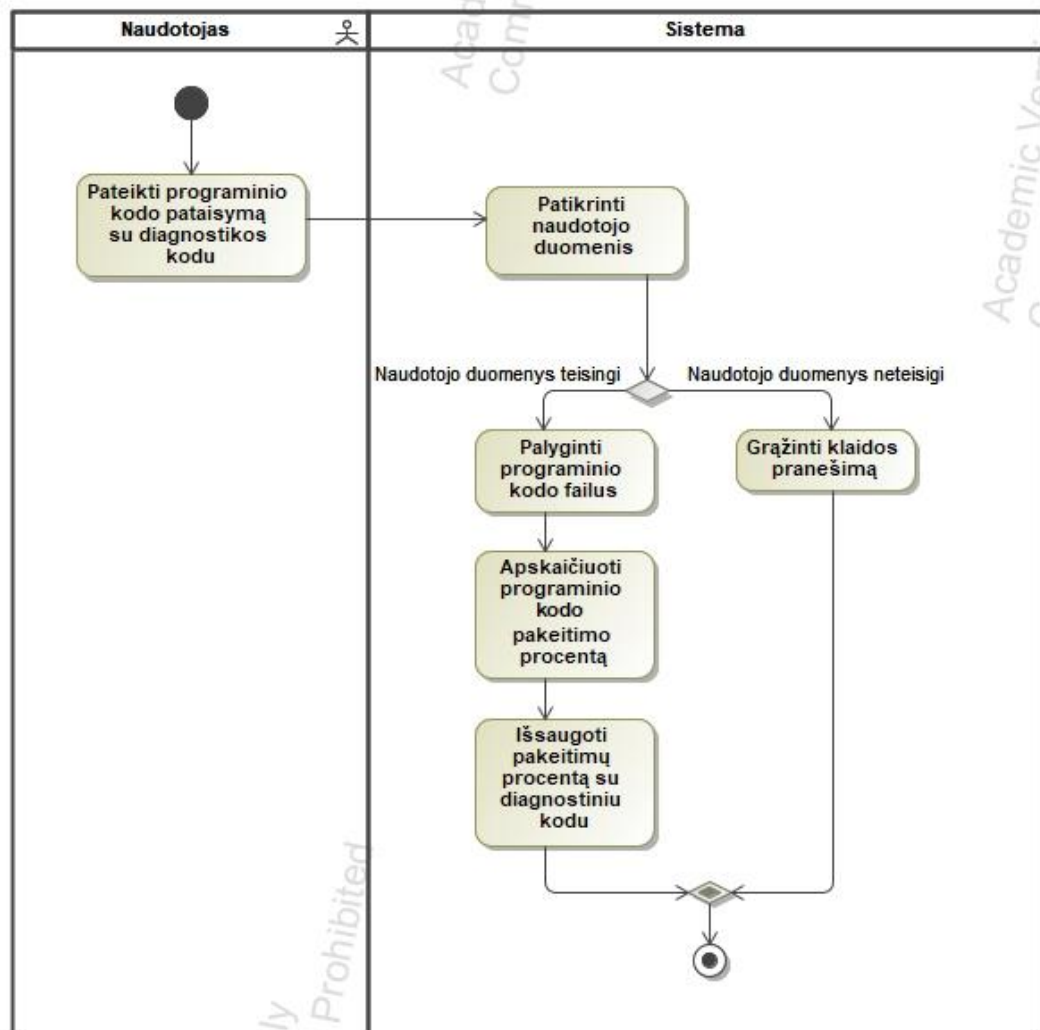 Naudotojas
Sistema
Pateikti programinio
kodo pataisymą
su diagnostikos
kodu
Patikrinti
naudotojo
duomenis
Naudotojo duomenys teisingi
Naudotojo duomenys neteisigi
Palyginti
programinio
kodo failus
Grąžinti klaidos
pranešimą
Apskaičiuoti
programinio
kodo
pakeitimo
procentą
Išsaugoti
pakeitimų
procentą su
diagnostiniu
kodu
Prohibited